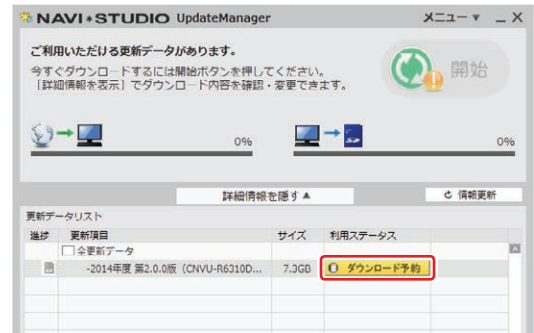 NAVI*STUDIO UpdateManager メニュー ▼ _ X
ご利用いただける更新データがあります。
今すぐダウンロードするには開始ボタンを押してください。
［詳細情報を表示］でダウンロード内容を確認・変更できます。
開始
0% 0%
詳細情報を隠す▲ 情報更新
更新データリスト
進捗 更新項目 サイズ 利用ステータス
全更新データ
-2014年度 第2.0.0版（CNVU-R6310D... 7.3GB ダウンロード予約